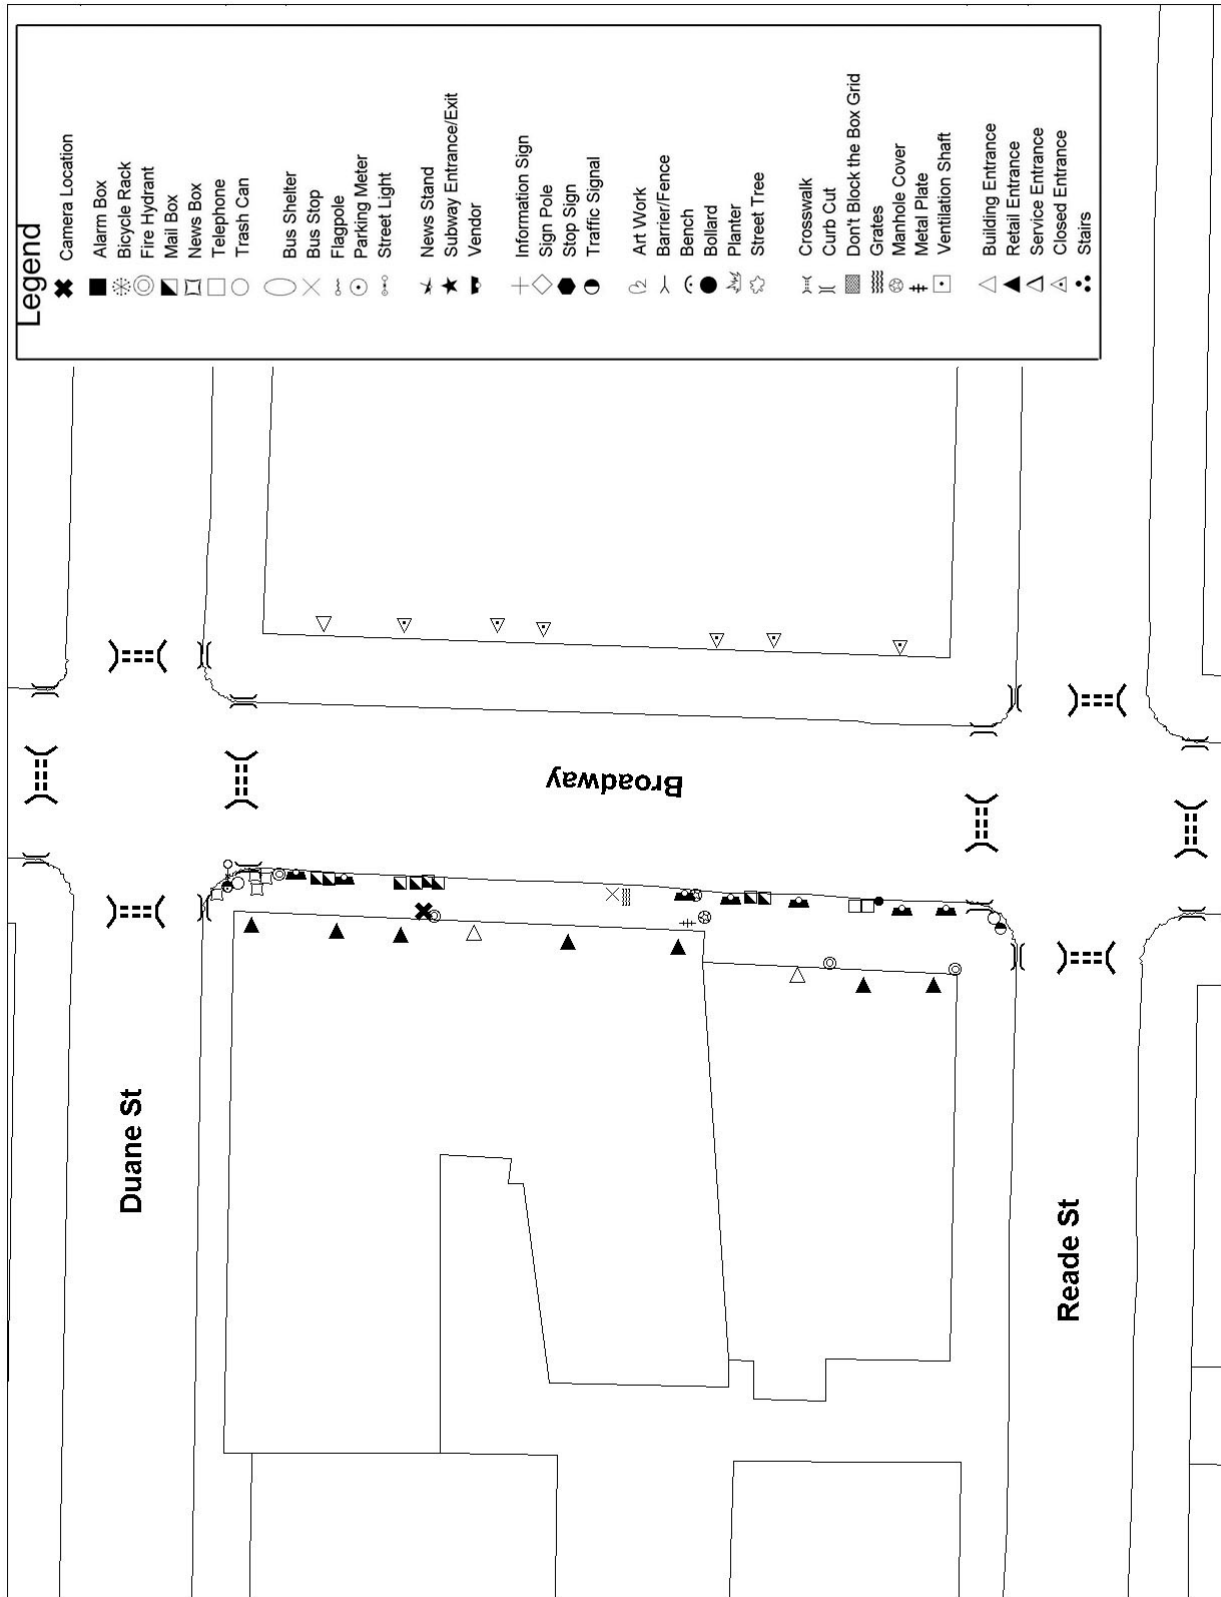 Legend
Camera Location
Alarm Box
Bicycle Rack
Fire Hydrant
Mail Box
News Box
Telephone
Trash Can
Bus Shelter
Bus Stop
Flagpole
Parking Meter
Street Light
News Stand
Subway Entrance/Exit
Vendor
Information Sign
Sign Pole
Stop Sign
Traffic Signal
Art Work
Barrier/Fence
Bench
Bollard
Planter
Street Tree
Crosswalk
Curb Cut
Don't Block the Box Grid
Grates
Manhole Cover
Metal Plate
Ventilation Shaft
Building Entrance
Retail Entrance
Service Entrance
Closed Entrance
Stairs
Broadway
Duane St
Reade St